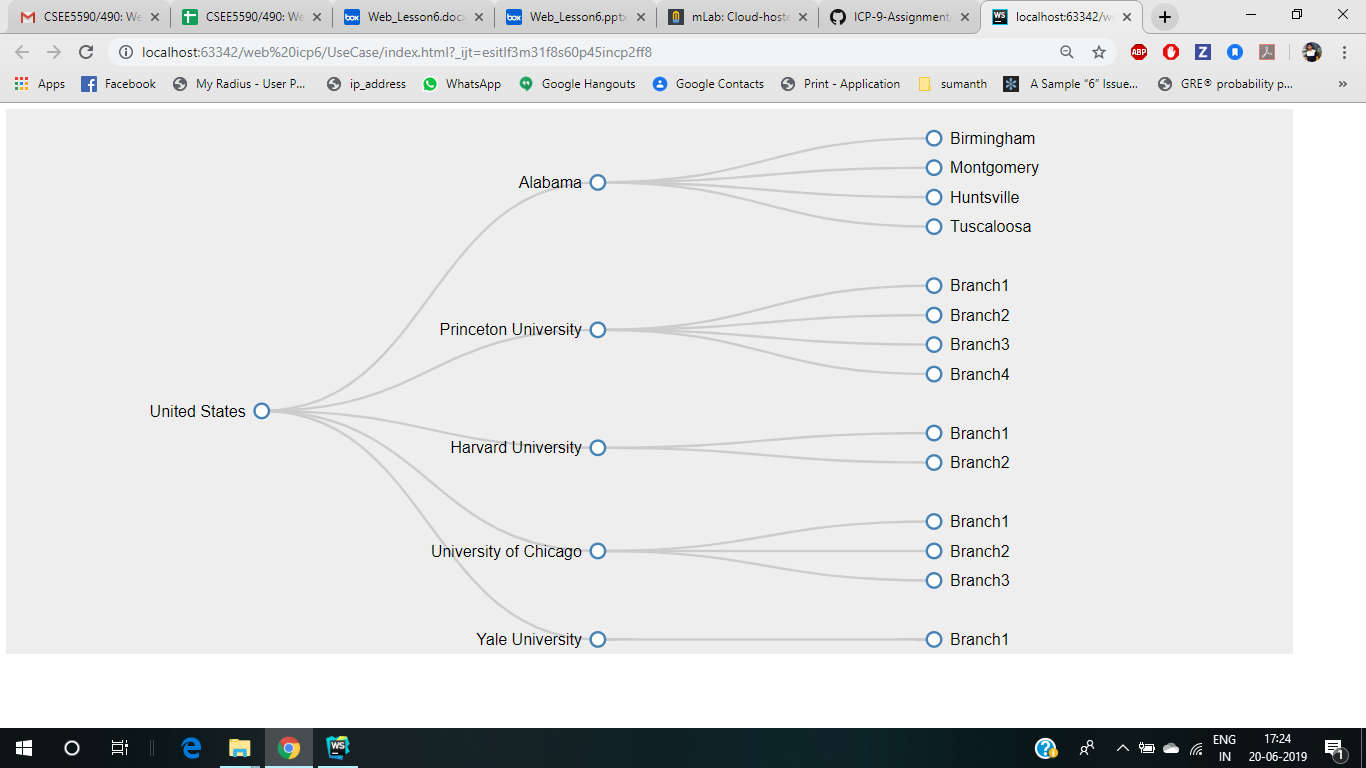 CSEE5590/490: We
CSEE5590/490: We
Web_Lesson6.docx
Web_Lesson6.pptx
mLab: Cloud-hoste
ICP-9-Assignment
localhost:63342/w
localhost:63342/web%20icp6/UseCase/index.html?_ijt=esitlf3m31f8s60p45incp2ff8
ABP
Z
Apps
Facebook
My Radius - User P...
ip_address
WhatsApp
Google Hangouts
Google Contacts
Print - Application
sumanth
A Sample “6” Issue...
GRE® probability p...
»
Birmingham
Alabama
Montgomery
Huntsville
Tuscaloosa
Branch1
Princeton University
Branch2
Branch3
Branch4
United States
Branch1
Harvard University
Branch2
Branch1
University of Chicago
Branch2
Branch3
Yale University
Branch1
WS
ENG
IN
17:24
20-06-2019
1